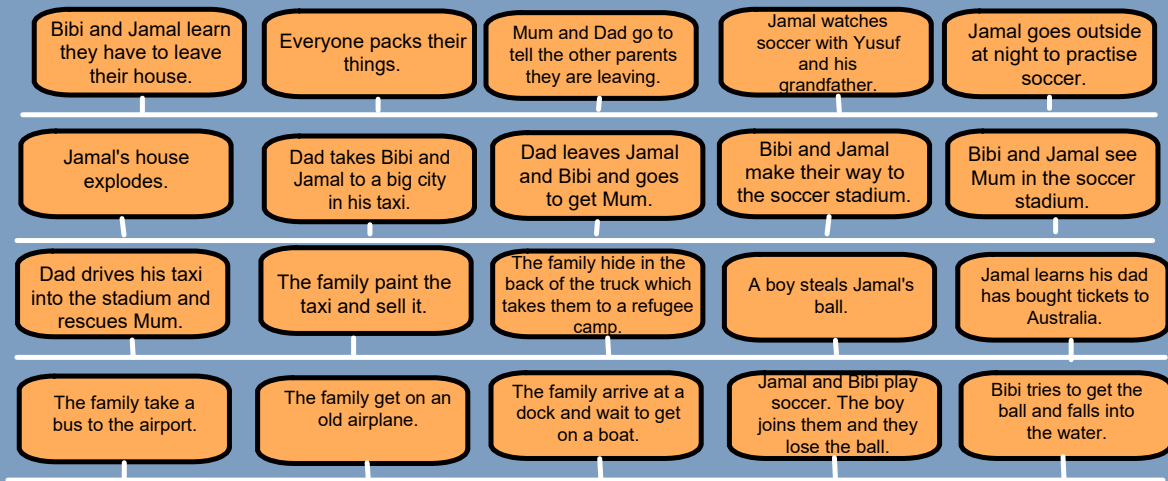 Bibi and Jamal learn
they have to leave
their house.
Everyone packs their
things.
Mum and Dad go to
tell the other parents
they are leaving.
Jamal watches
soccer with Yusuf
and his
grandfather.
Jamal goes outside
at night to practise
soccer.
Jamal's house
explodes.
Dad takes Bibi and
Jamal to a big city
in his taxi.
Dad leaves Jamal
and Bibi and goes
to get Mum.
Bibi and Jamal
make their way to
the soccer stadium.
Bibi and Jamal see
Mum in the soccer
stadium.
Dad drives his taxi
into the stadium and
rescues Mum.
The family paint the
taxi and sell it.
The family hide in the
back of the truck which
takes them to a refugee
camp.
A boy steals Jamal's
ball.
Jamal learns his dad
has bought tickets to
Australia.
The family take a
bus to the airport.
The family get on an
old airplane.
The family arrive at a
dock and wait to get
on a boat.
Jamal and Bibi play
soccer. The boy
joins them and they
lose the ball.
Bibi tries to get the
ball and falls into
the water.